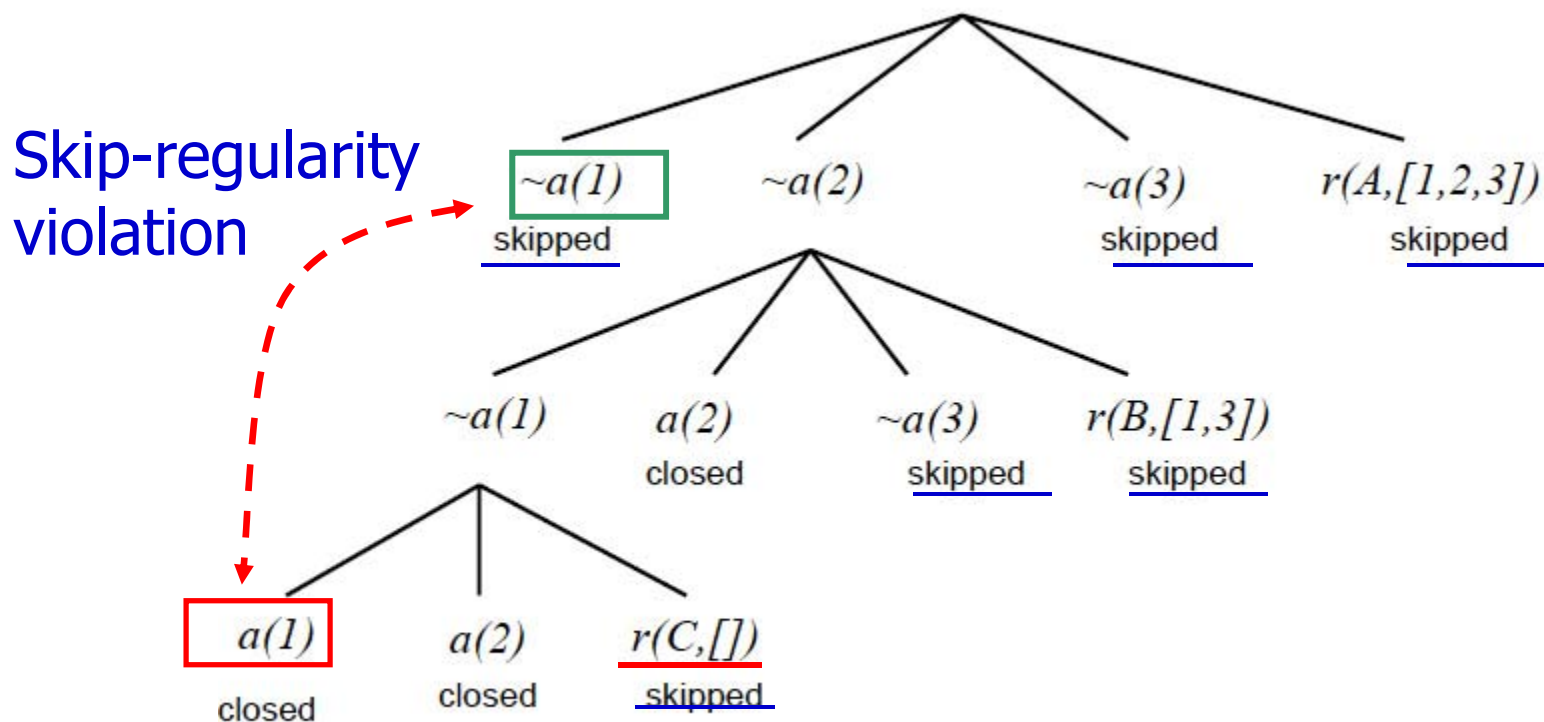 Skip-regularity
violation
~a(1) ~a(2) ~a(3) r(A,[1,2,3])
skipped skipped skipped
~a(1) a(2) ~a(3) r(B,[1,3])
closed skipped skipped
a(1) a(2) r(C,[])
closed closed skipped